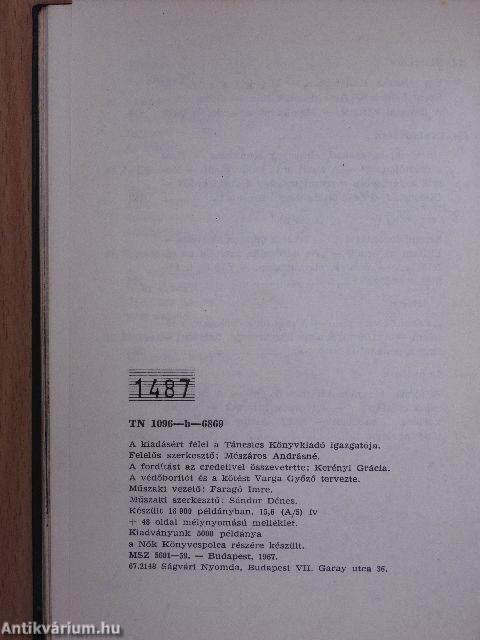 1487
TN 1096—h—6869
A kiadásért felel a Táncsics Könyvkiadó igazgatója.
Felelős szerkesztő: Mészáros Andrásné.
A fordítást az eredetivel összevetette: Kerényi Grácia.
A védőborítót és a kötést Varga Győző tervezte.
Műszaki vezető: Faragó Imre.
Műszaki szerkesztő: Sándor Dénes.
Készült 16 000 példányban, 15,6 (A/5) ív
+ 48 oldal mélynyomású melléklet.
Kiadványunk 5000 példánya
a Nők Könyvespolca részére készült.
MSZ 5601—59. — Budapest, 1967.
67.2148 Ságvári Nyomda, Budapest VII. Garay utca 36.
Antikvárium.hu